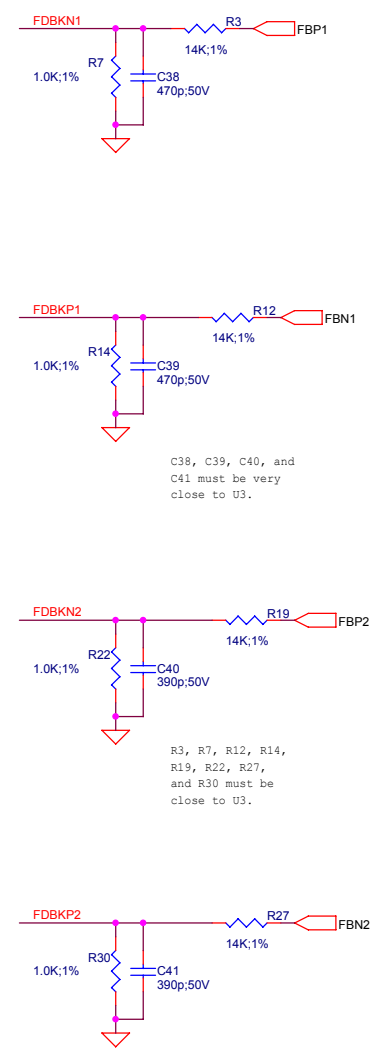 FDBKN1
R3
FBP1
14K;1%
R7
1.0K;1%
C38
470p;50V
FDBKP1
R12
FBN1
14K;1%
R14
1.0K;1%
C39
470p;50V
C38, C39, C40, and
C41 must be very
close to U3.
FDBKN2
R19
FBP2
14K;1%
R22
1.0K;1%
C40
390p;50V
R3, R7, R12, R14,
R19, R22, R27,
and R30 must be
close to U3.
FDBKP2
R27
FBN2
14K;1%
R30
1.0K;1%
C41
390p;50V